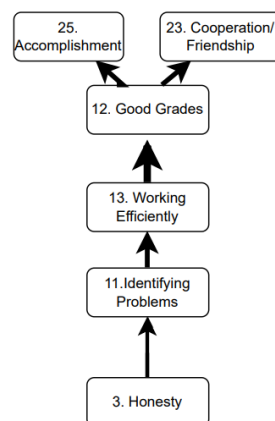 25.
Accomplishment
23. Cooperation/
Friendship
12. Good Grades
13. Working
Efficiently
11.Identifying
Problems
3. Honesty